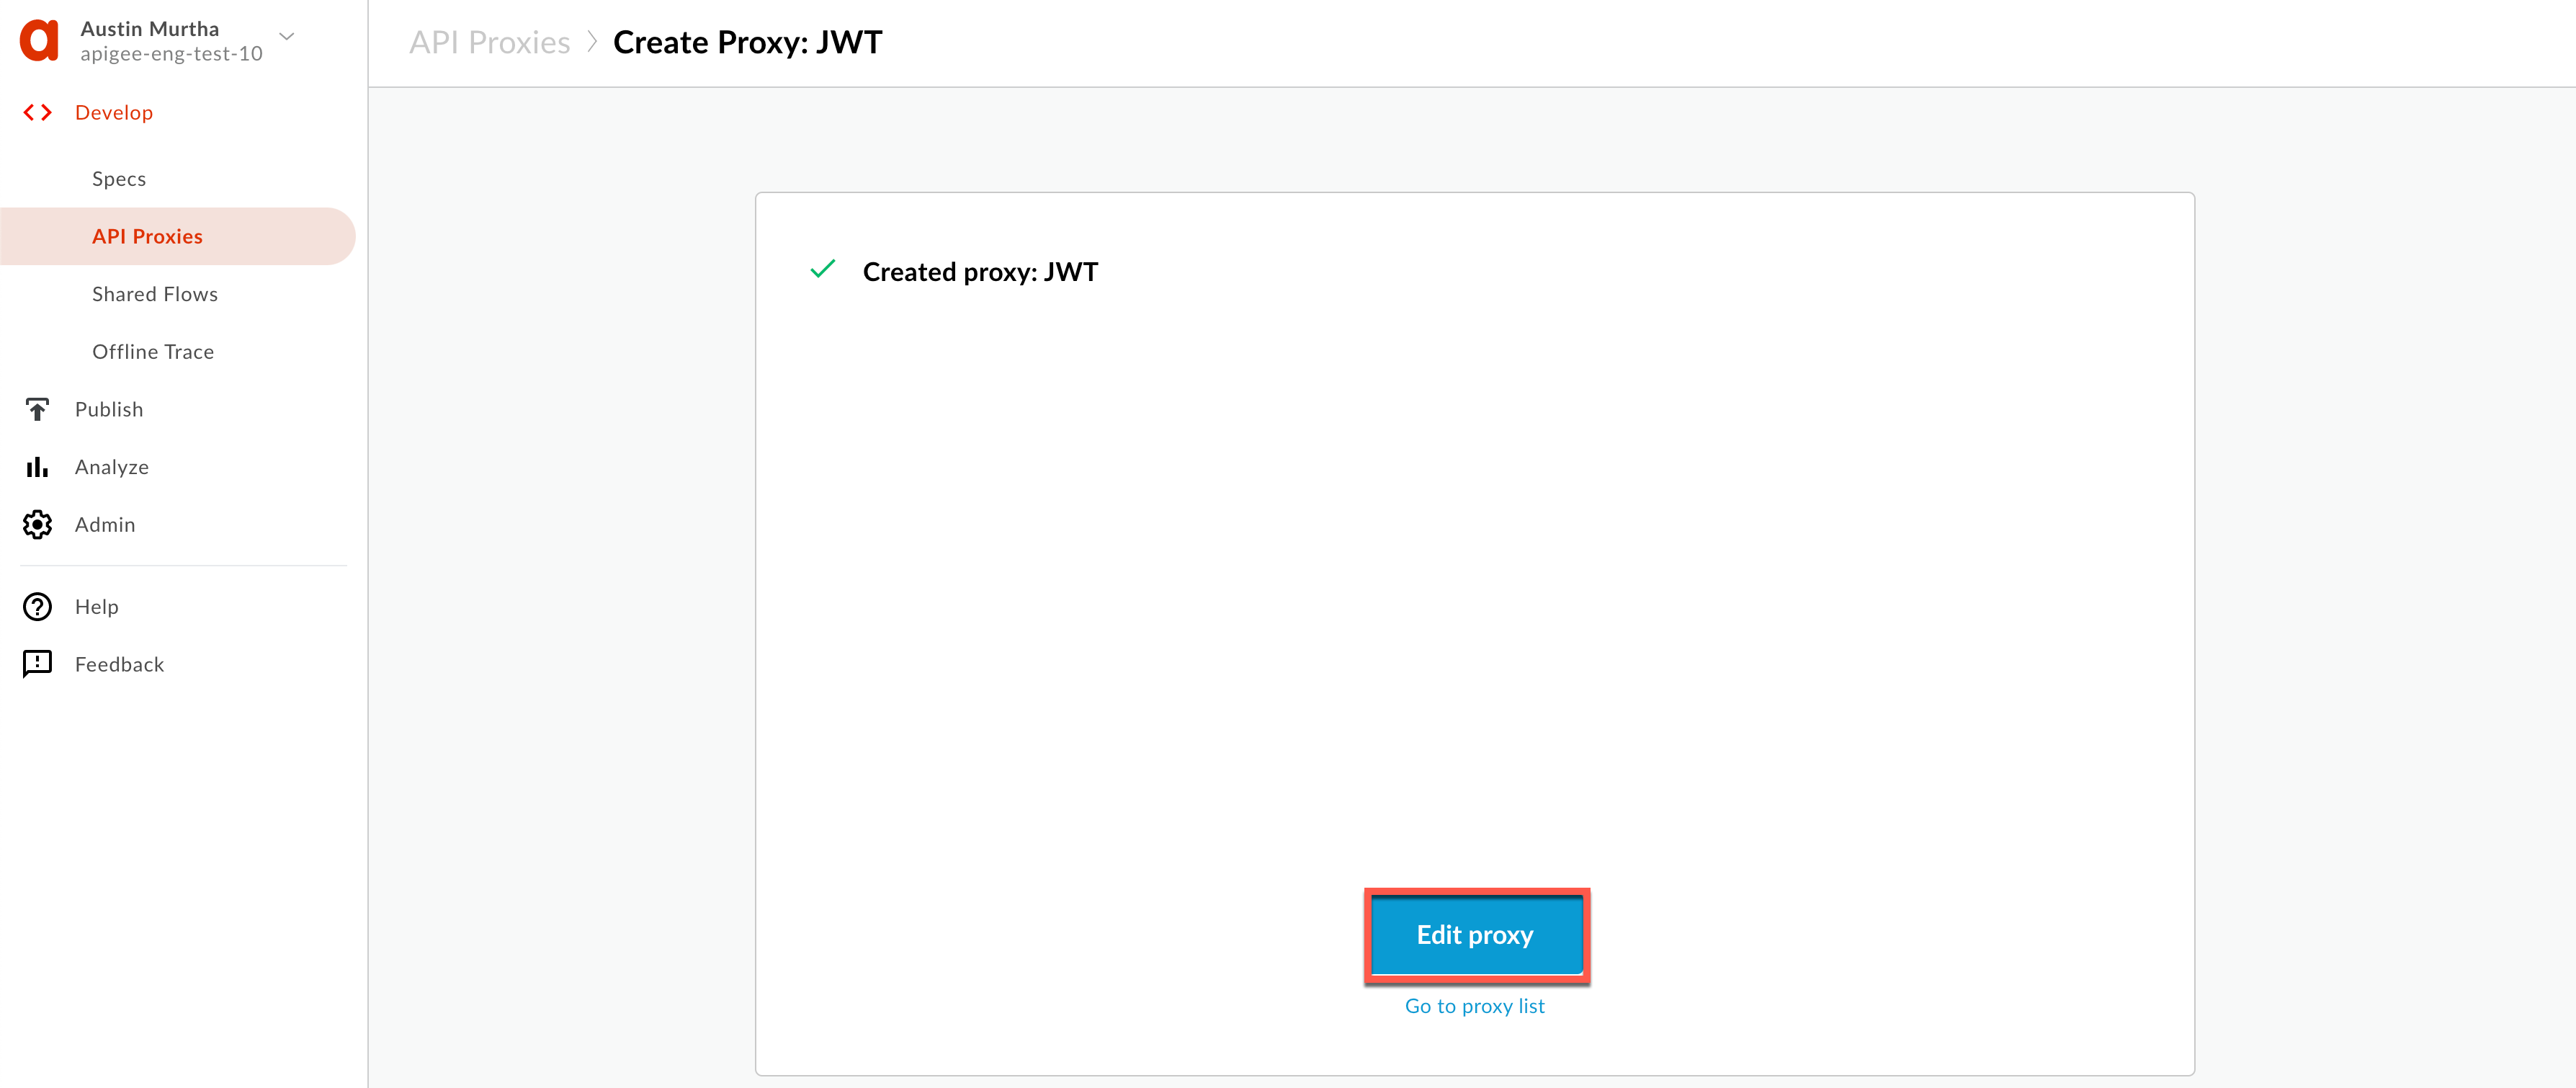 Austin Murtha
apigee-eng-test-10
Develop
Specs
API Proxies
Shared Flows
Offline Trace
Publish
Analyze
Admin
Help
Feedback
API Proxies > Create Proxy: JWT
Created proxy: JWT
Edit proxy
Go to proxy list